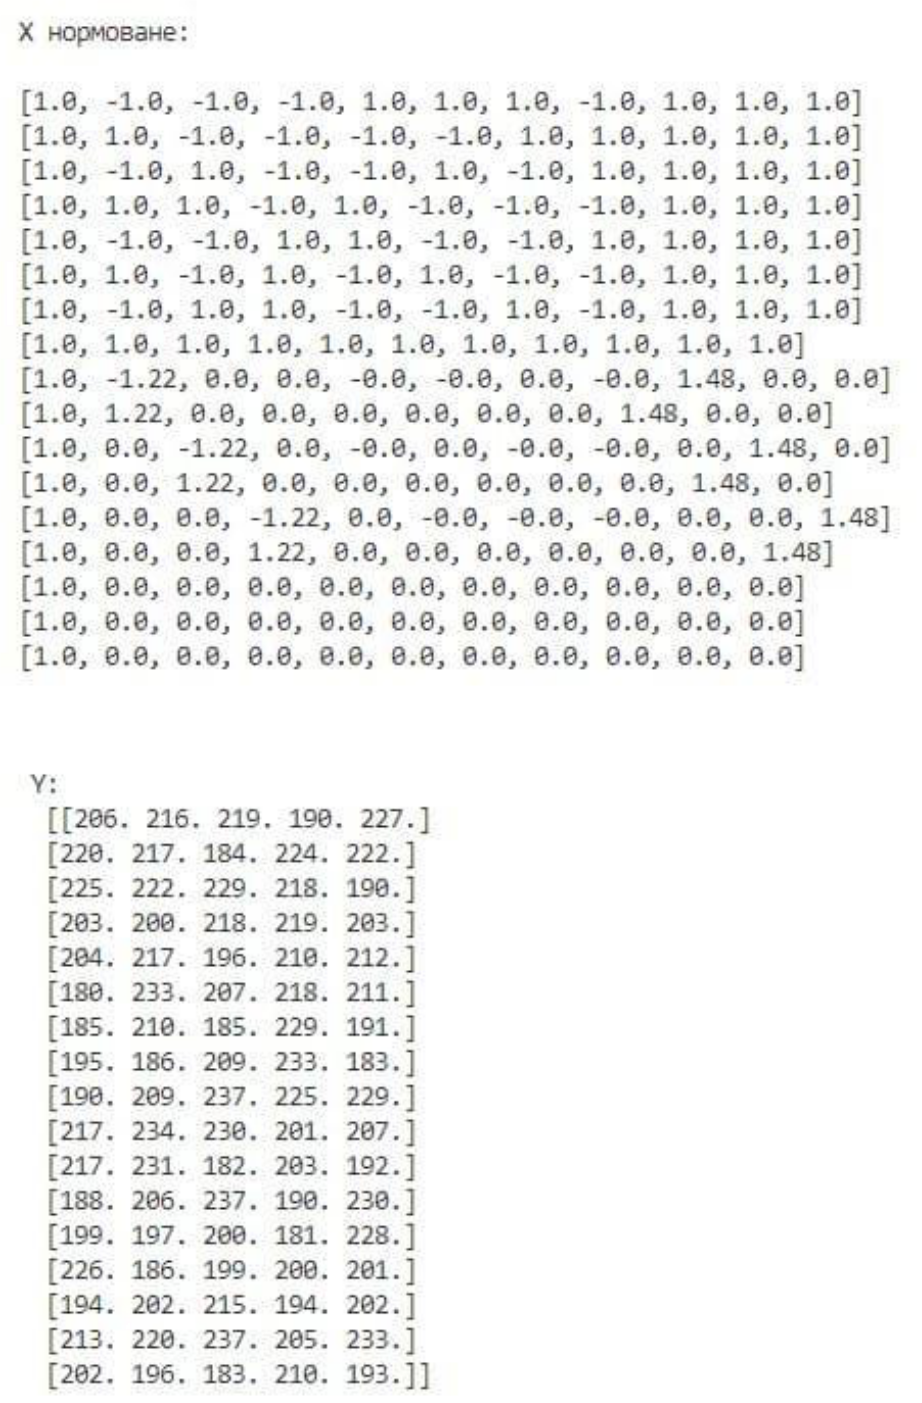 X нормоване:
[1.0, -1.0, -1.0, -1.0, 1.0, 1.0, 1.0, -1.0, 1.0, 1.0, 1.0]
[1.0, 1.0, -1.0, -1.0, -1.0, -1.0, 1.0, 1.0, 1.0, 1.0, 1.0]
[1.0, -1.0, 1.0, -1.0, -1.0, 1.0, -1.0, 1.0, 1.0, 1.0, 1.0]
[1.0, 1.0, 1.0, -1.0, 1.0, -1.0, -1.0, -1.0, 1.0, 1.0, 1.0]
[1.0, -1.0, -1.0, 1.0, 1.0, -1.0, -1.0, 1.0, 1.0, 1.0, 1.0]
[1.0, 1.0, -1.0, 1.0, -1.0, 1.0, -1.0, -1.0, 1.0, 1.0, 1.0]
[1.0, -1.0, 1.0, 1.0, -1.0, -1.0, 1.0, -1.0, 1.0, 1.0, 1.0]
[1.0, 1.0, 1.0, 1.0, 1.0, 1.0, 1.0, 1.0, 1.0, 1.0, 1.0]
[1.0, -1.22, 0.0, 0.0, -0.0, -0.0, 0.0, -0.0, 1.48, 0.0, 0.0]
[1.0, 1.22, 0.0, 0.0, 0.0, 0.0, 0.0, 0.0, 1.48, 0.0, 0.0]
[1.0, 0.0, -1.22, 0.0, -0.0, 0.0, -0.0, -0.0, 0.0, 1.48, 0.0]
[1.0, 0.0, 1.22, 0.0, 0.0, 0.0, 0.0, 0.0, 0.0, 1.48, 0.0]
[1.0, 0.0, 0.0, -1.22, 0.0, -0.0, -0.0, -0.0, 0.0, 0.0, 1.48]
[1.0, 0.0, 0.0, 1.22, 0.0, 0.0, 0.0, 0.0, 0.0, 0.0, 1.48]
[1.0, 0.0, 0.0, 0.0, 0.0, 0.0, 0.0, 0.0, 0.0, 0.0, 0.0]
[1.0, 0.0, 0.0, 0.0, 0.0, 0.0, 0.0, 0.0, 0.0, 0.0, 0.0]
[1.0, 0.0, 0.0, 0.0, 0.0, 0.0, 0.0, 0.0, 0.0, 0.0, 0.0]
Y:
[[206. 216. 219. 190. 227.]
[220. 217. 184. 224. 222.]
[225. 222. 229. 218. 190.]
[203. 200. 218. 219. 203.]
[204. 217. 196. 210. 212.]
[180. 233. 207. 218. 211.]
[185. 210. 185. 229. 191.]
[195. 186. 209. 233. 183.]
[190. 209. 237. 225. 229.]
[217. 234. 230. 201. 207.]
[217. 231. 182. 203. 192.]
[188. 206. 237. 190. 230.]
[199. 197. 200. 181. 228.]
[226. 186. 199. 200. 201.]
[194. 202. 215. 194. 202.]
[213. 220. 237. 205. 233.]
[202. 196. 183. 210. 193.]]